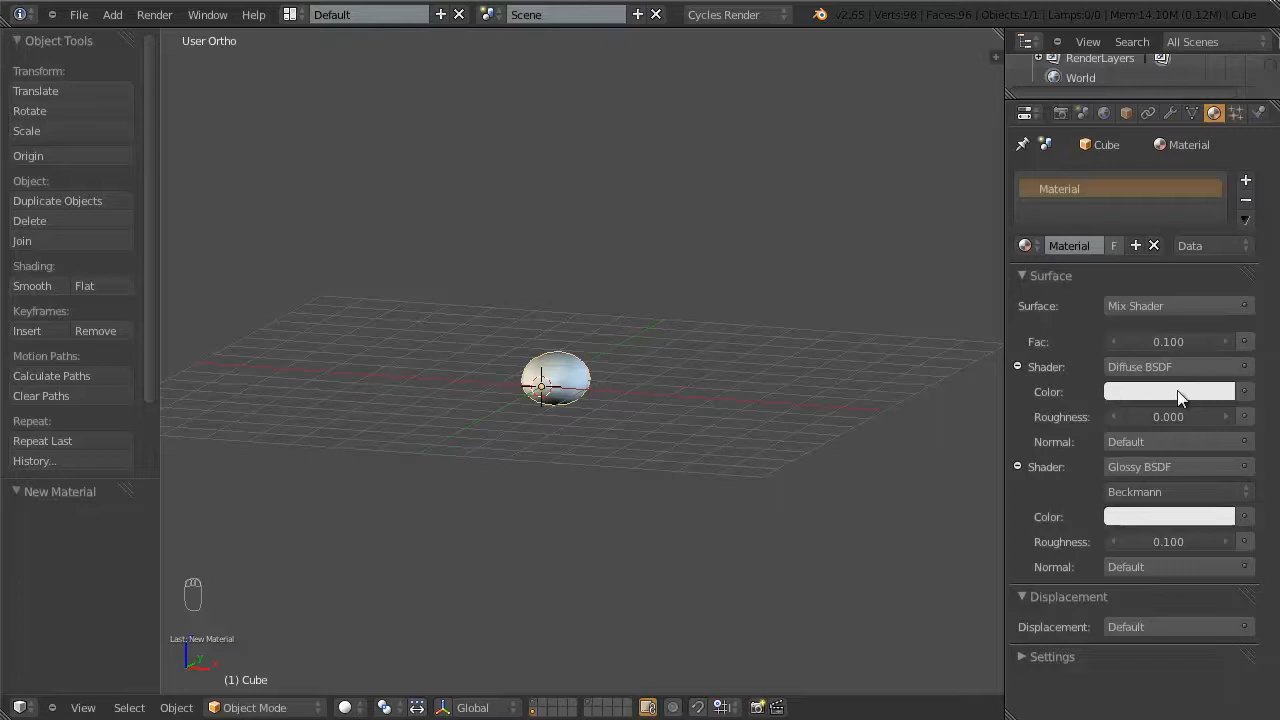 File Add Render Window Help Default Scene Cycles Render v2.65 | Verts:98 | Faces:96 | Objects:1/1 | Lamps:0/0 | Mem:14.10M (0.12M) | Cube
Object Tools
Transform:
Translate
Rotate
Scale
Origin
Object:
Duplicate Objects
Delete
Join
Shading:
Smooth Flat
Keyframes:
Insert Remove
Motion Paths:
Calculate Paths
Clear Paths
Repeat:
Repeat Last
History...
New Material
User Ortho
Last: New Material
z
y
x
(1) Cube
View Select Object Object Mode Global
View Search All Scenes
RenderLayers
World
Cube Material
Material
Material F Data
Surface
Surface: Mix Shader
Fac: 0.100
Shader: Diffuse BSDF
Color:
Roughness: 0.000
Normal: Default
Shader: Glossy BSDF
Beckmann
Color:
Roughness: 0.100
Normal: Default
Displacement
Displacement: Default
Settings